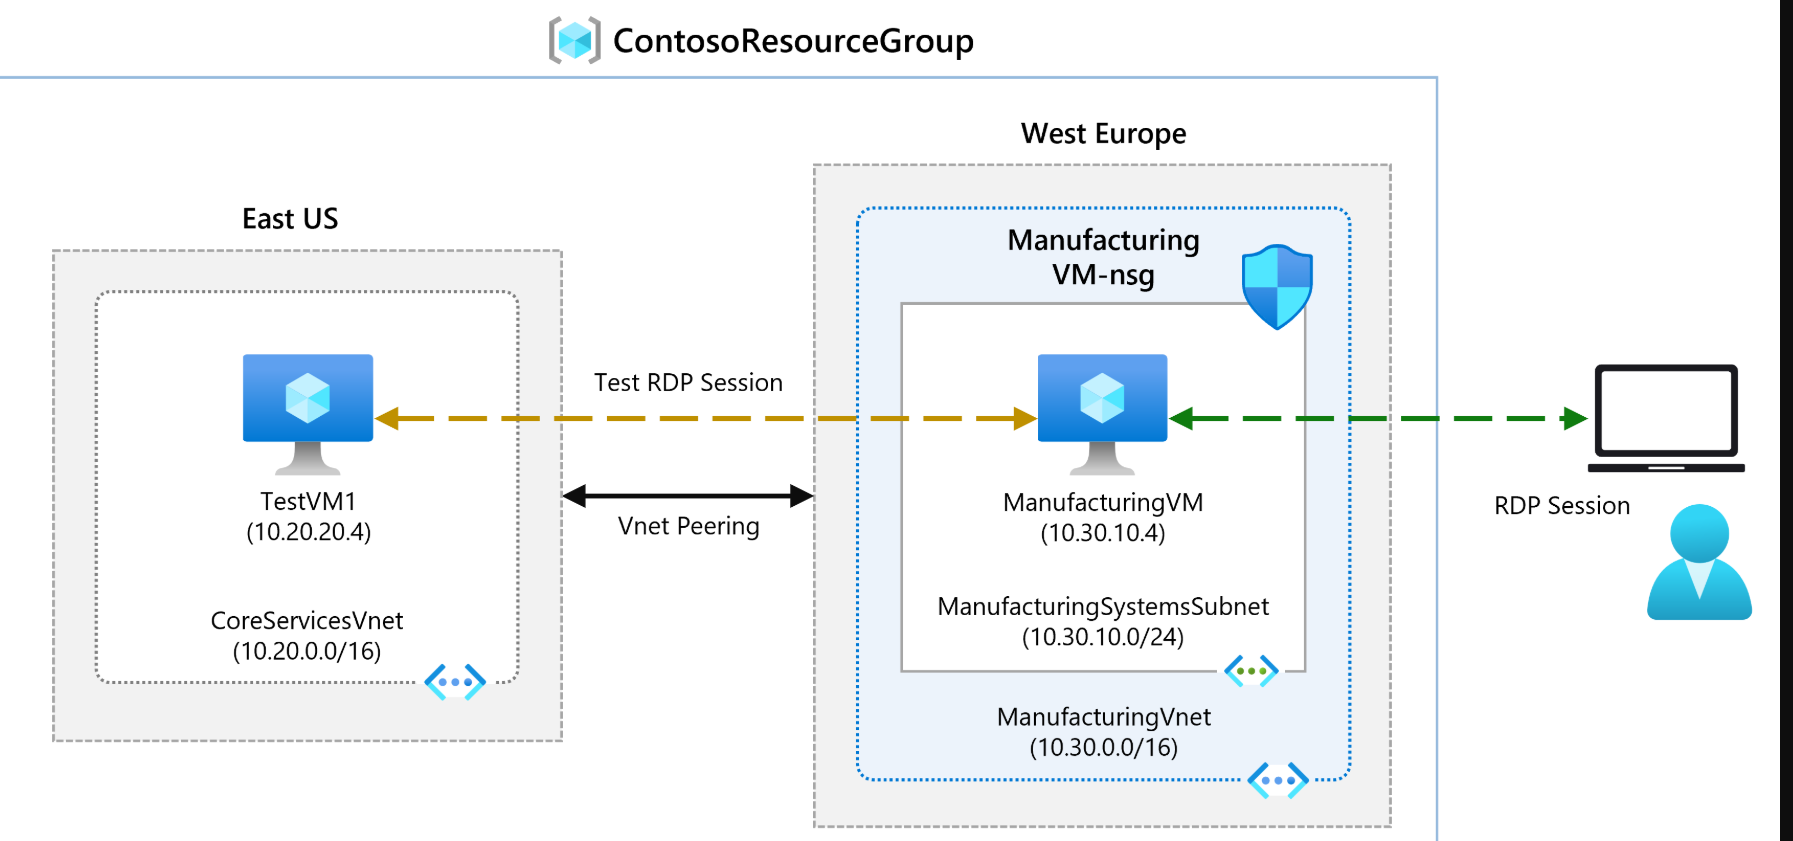 ContosoResourceGroup
West Europe
East US
Manufacturing
VM-nsg
Test RDP Session
TestVM1
(10.20.20.4)
Vnet Peering
ManufacturingVM
(10.30.10.4)
RDP Session
CoreServicesVnet
(10.20.0.0/16)
ManufacturingSystemsSubnet
(10.30.10.0/24)
ManufacturingVnet
(10.30.0.0/16)